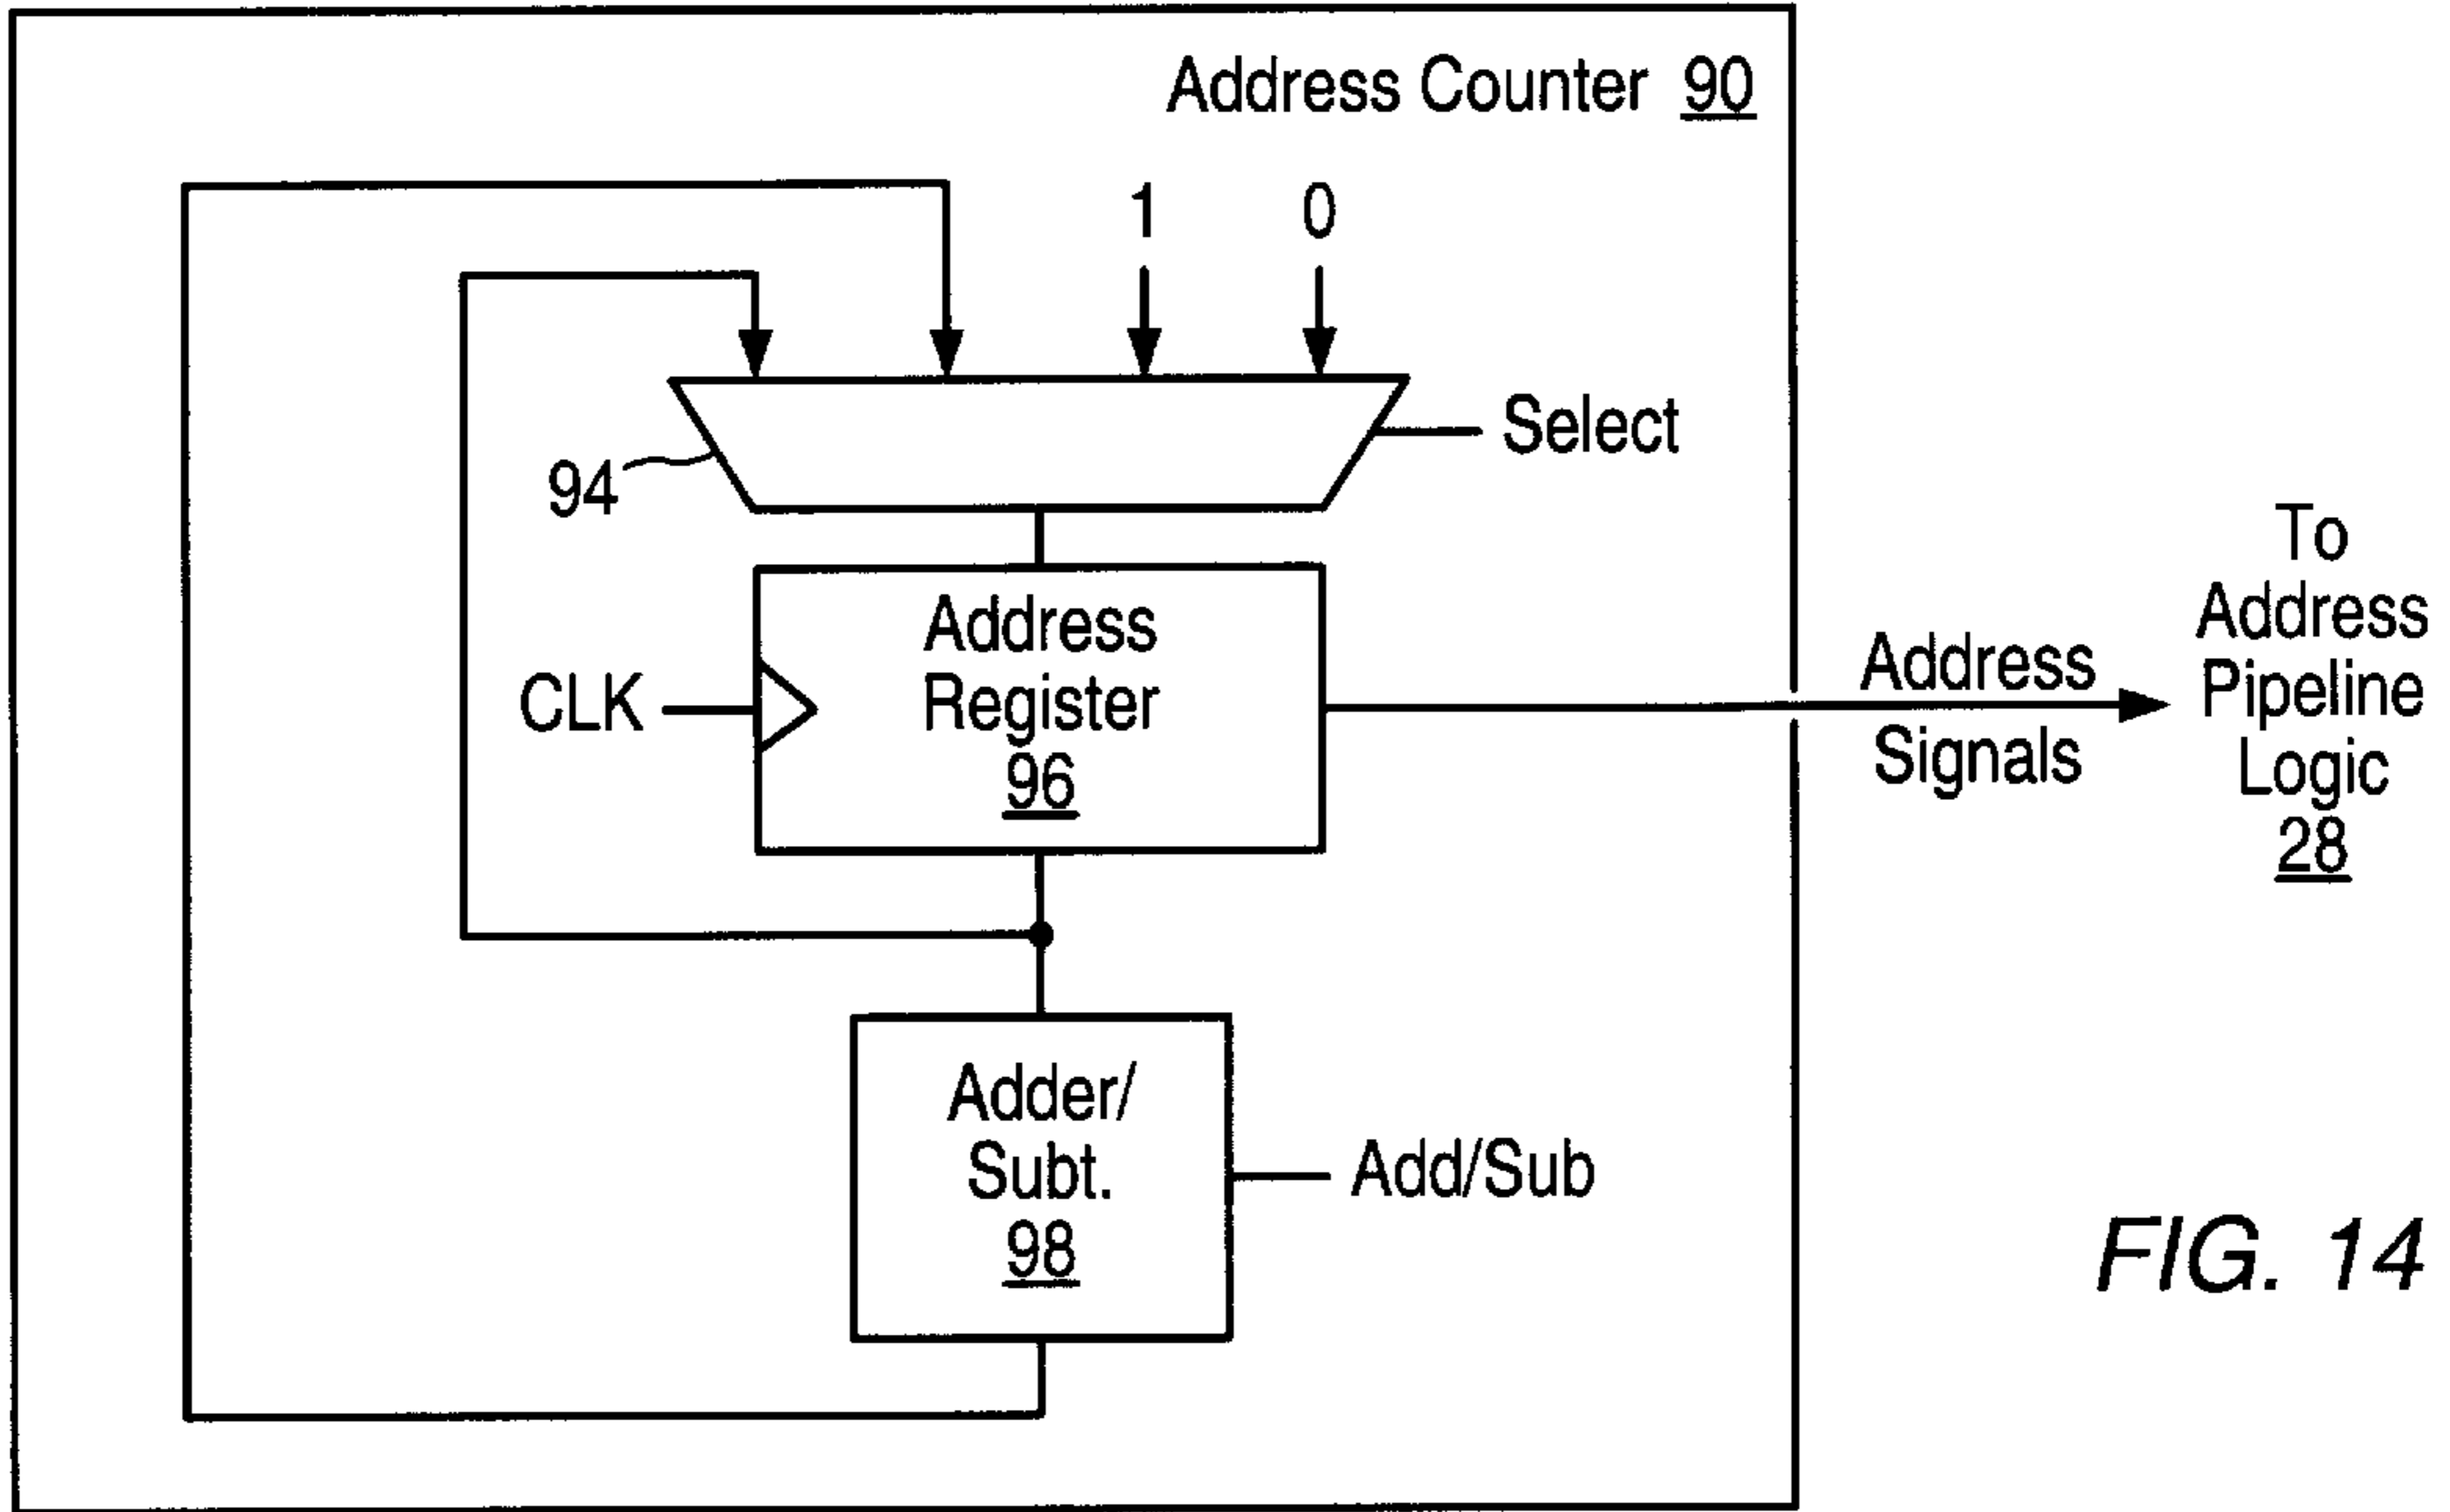 Address Counter 90
1
0
Select
94
Address
Register
96
CLK
Address
Signals
To
Address
Pipeline
Logic
28
Adder/
Subt.
98
Add/Sub
FIG. 14